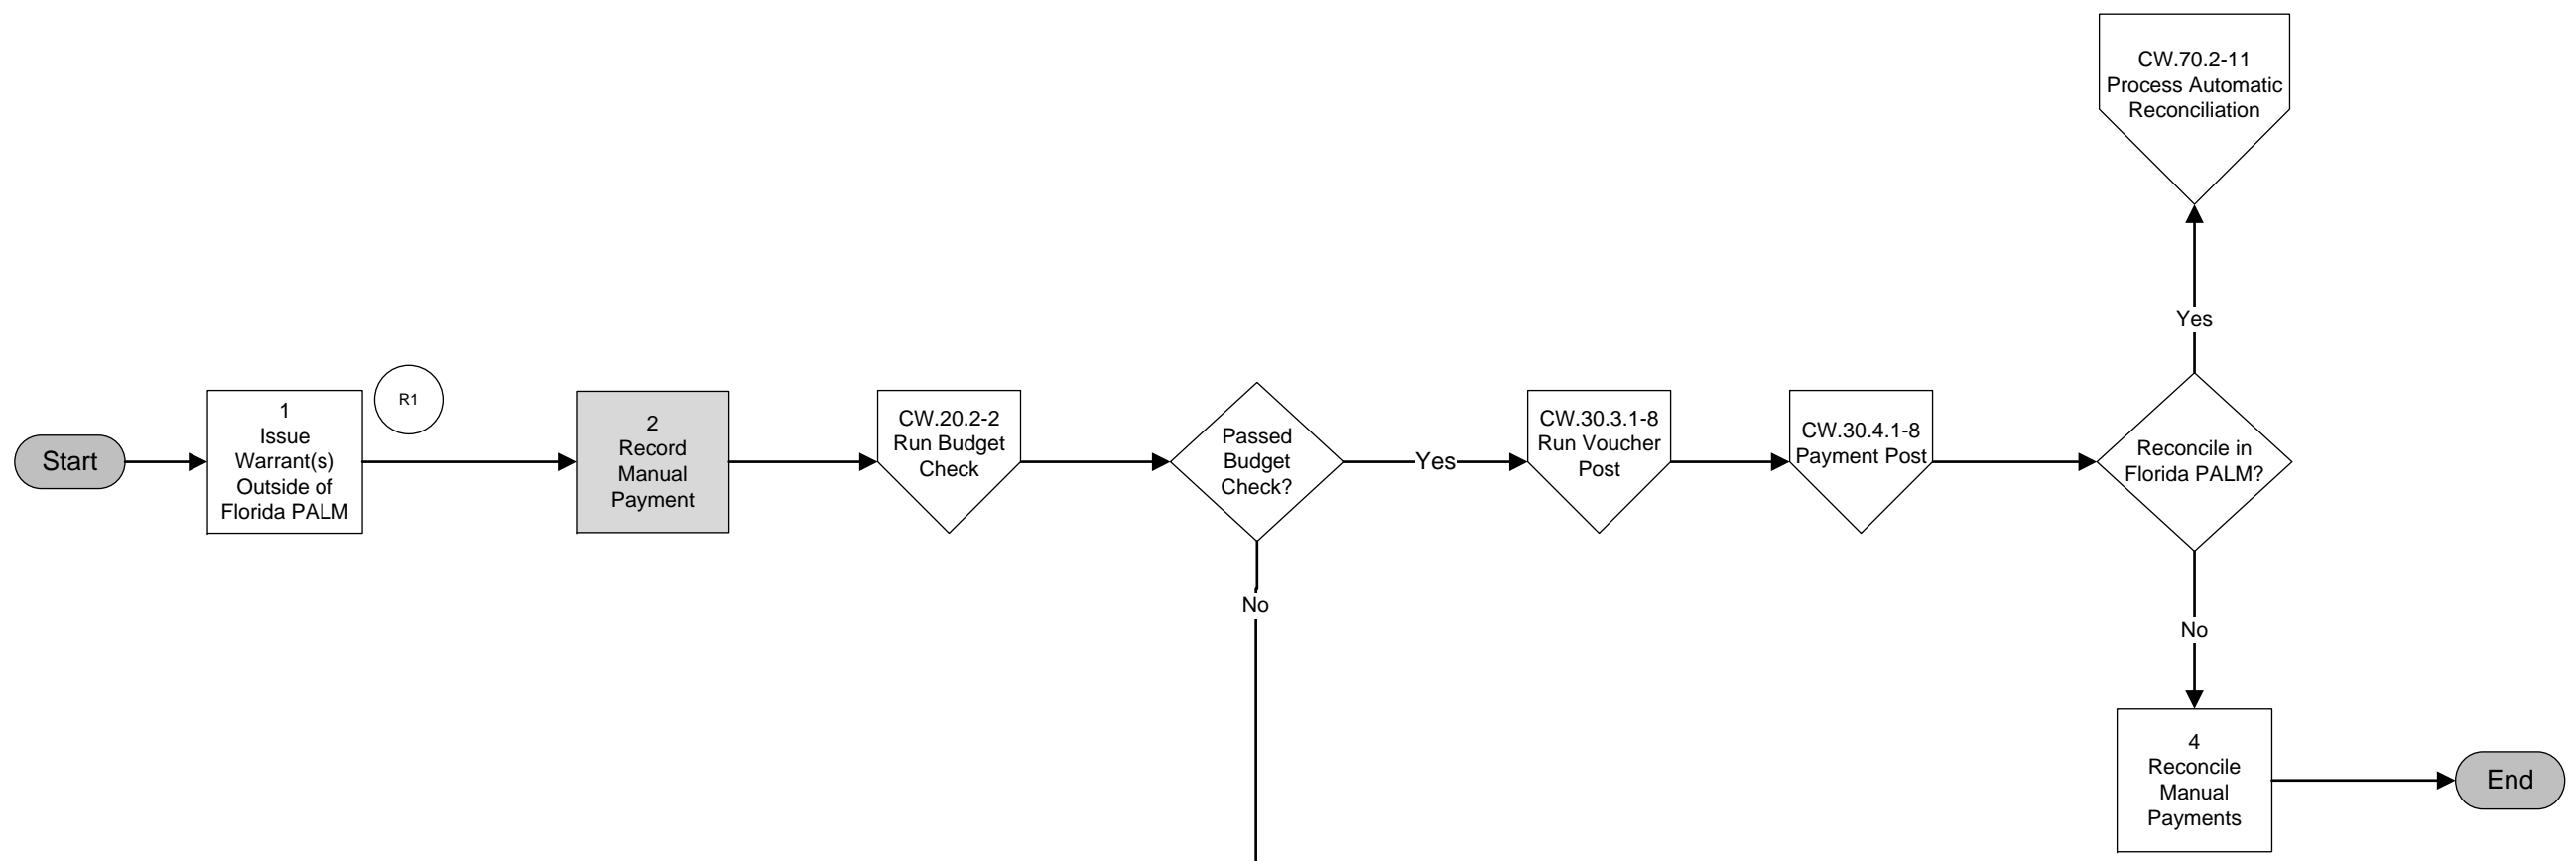 CW.70.2-11
Process Automatic
Reconciliation
Yes
Start
1
Issue
Warrant(s)
Outside of
Florida PALM
R1
2
Record
Manual
Payment
CW.20.2-2
Run Budget
Check
Passed
Budget
Check?
Yes
No
CW.30.3.1-8
Run Voucher
Post
CW.30.4.1-8
Payment Post
Reconcile in
Florida PALM?
No
4
Reconcile
Manual
Payments
End